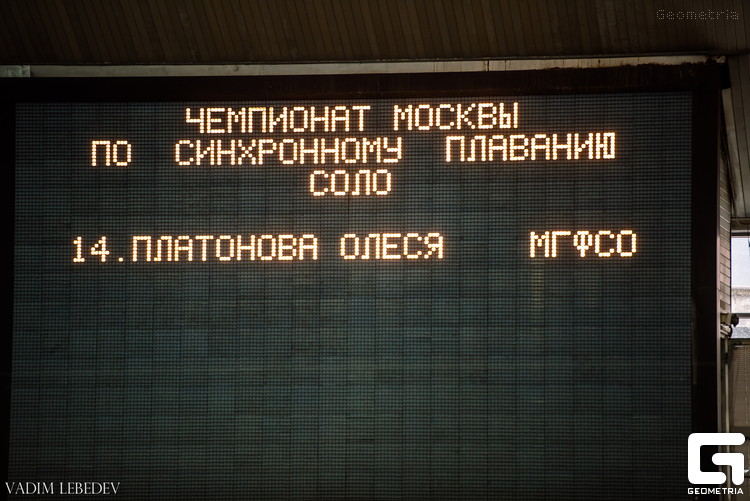 Geometria
ЧЕМПИОНАТ МОСКВЫ
ПО СИНХРОННОМУ ПЛАВАНИЮ
СОЛО
14.ПЛАТОНОВА ОЛЕСЯ МГФСО
VADIM LEBEDEV
GEOMETRIA